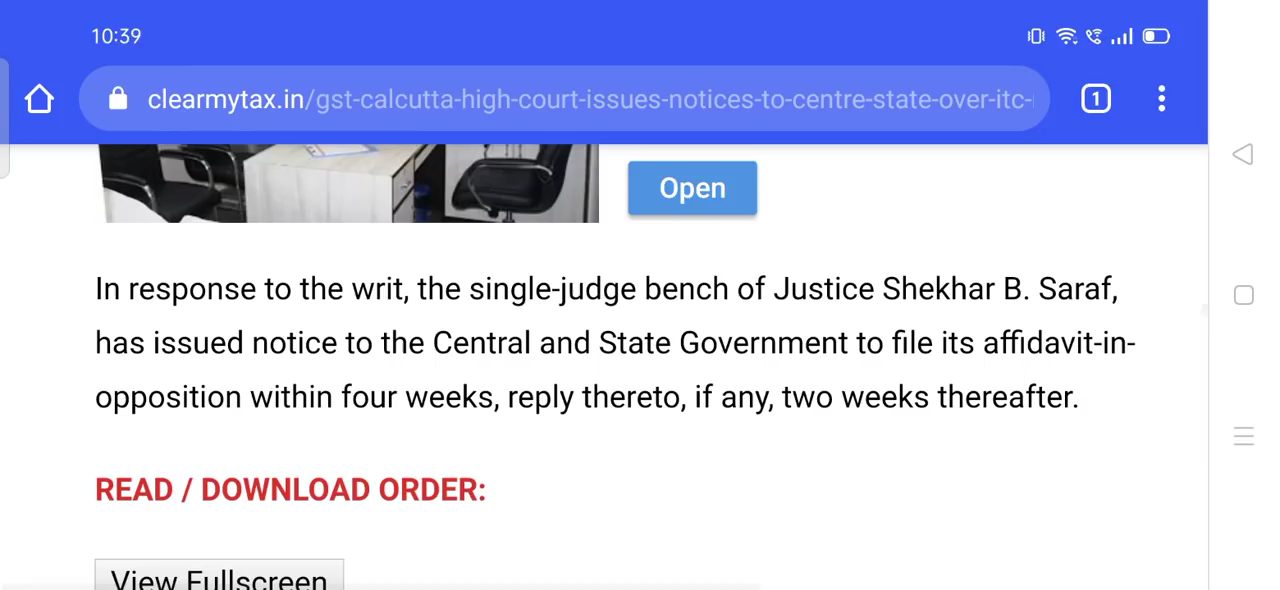 10:39
clearmytax.in/gst-calcutta-high-court-issues-notices-to-centre-state-over-itc-
1
Open
In response to the writ, the single-judge bench of Justice Shekhar B. Saraf,
has issued notice to the Central and State Government to file its affidavit-in-
opposition within four weeks, reply thereto, if any, two weeks thereafter.
READ / DOWNLOAD ORDER:
View Fullscreen